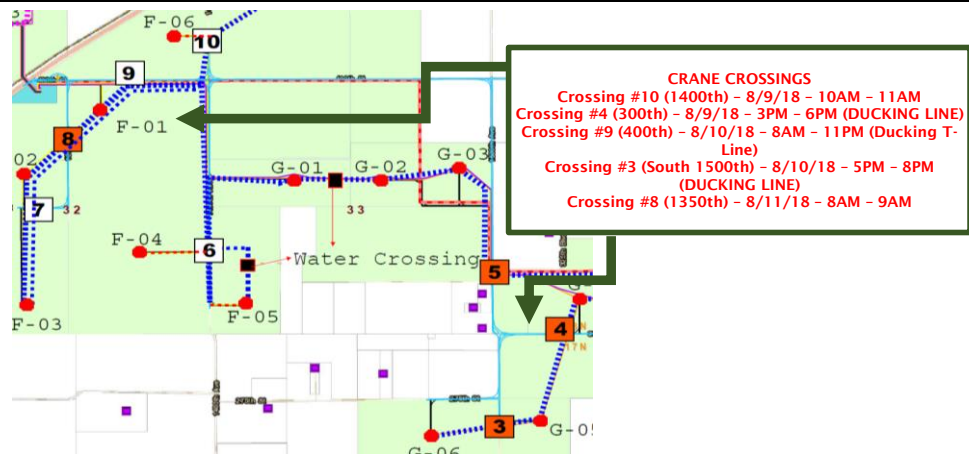 F-06
10
9
F-01
8
02
7
32
G-01
G-02
G-03
33
F-04
6
Water Crossing
F-05
F-03
5
4
17N
3
G-05
G-06
CRANE CROSSINGS
Crossing #10 (1400th) – 8/9/18 – 10AM – 11AM
Crossing #4 (300th) – 8/9/18 – 3PM – 6PM (DUCKING LINE)
Crossing #9 (400th) – 8/10/18 – 8AM – 11PM (Ducking T-
Line)
Crossing #3 (South 1500th) – 8/10/18 – 5PM – 8PM
(DUCKING LINE)
Crossing #8 (1350th) – 8/11/18 – 8AM – 9AM